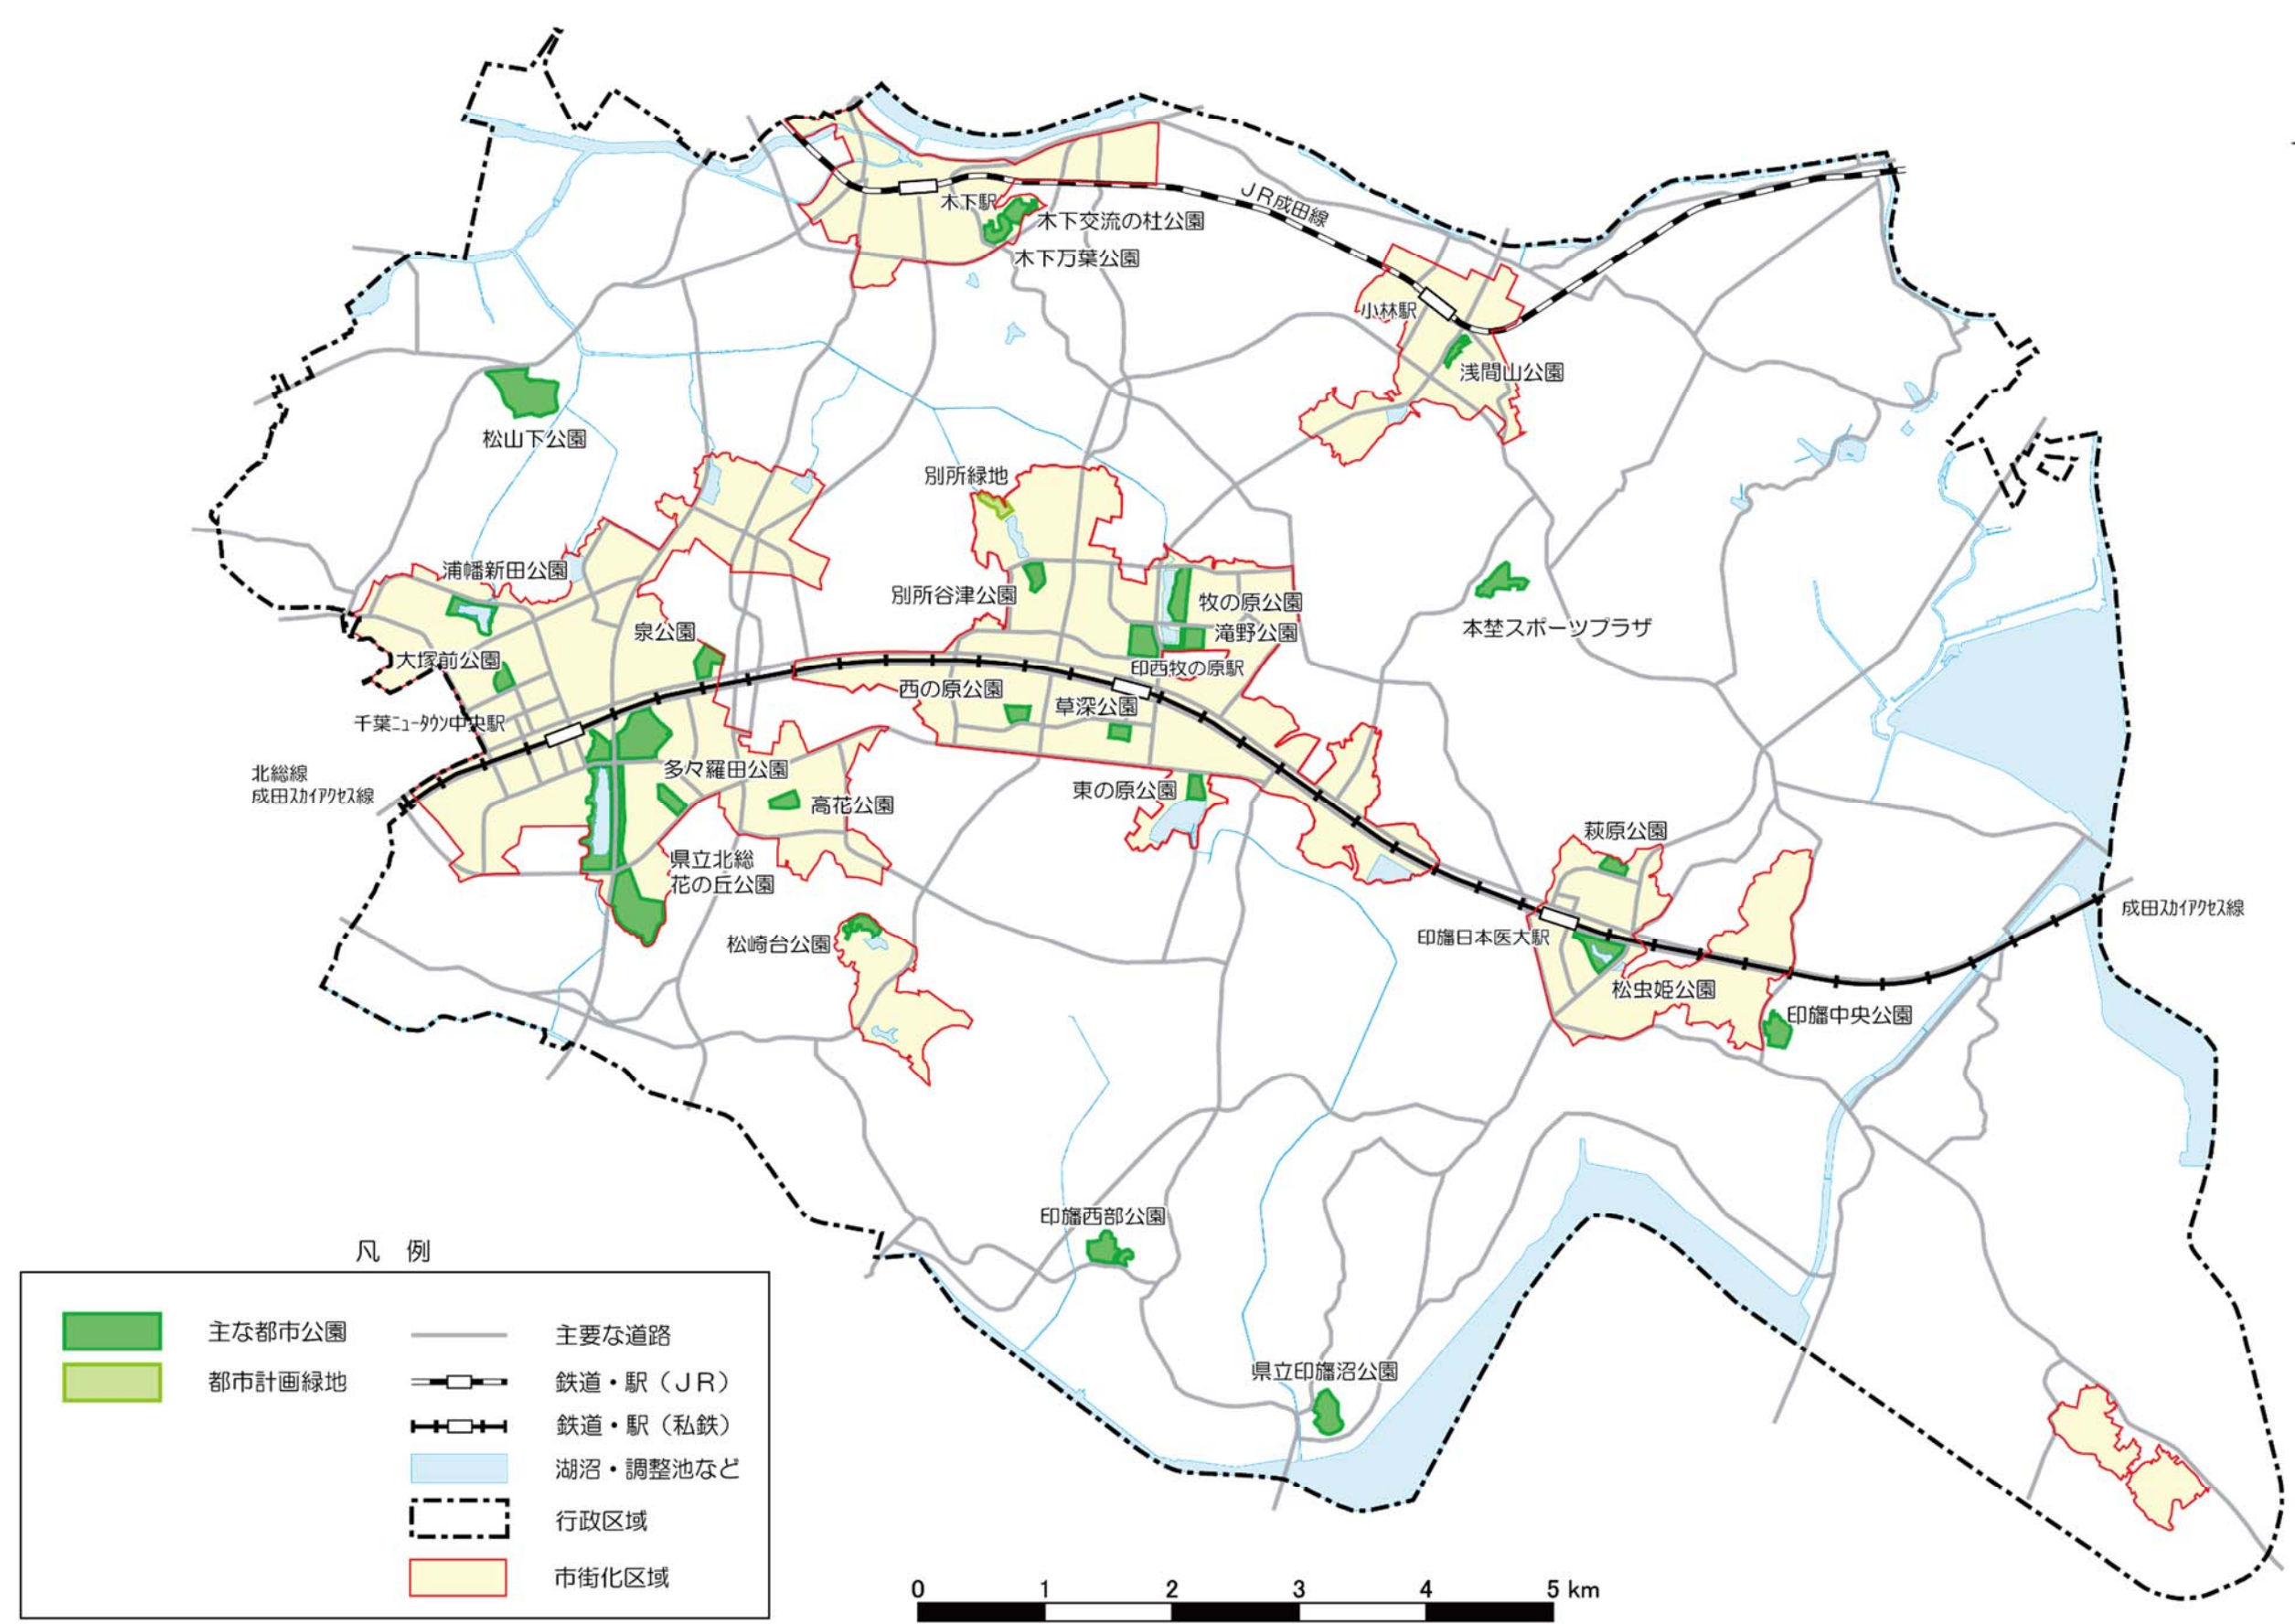 木下駅
木下交流の杜公園
木下万葉公園
JR成田線
小林駅
浅間山公園
松山下公園
別所緑地
浦幡新田公園
別所谷津公園
牧の原公園
滝野公園
本埜スポーツプラザ
泉公園
大塚前公園
印西牧の原駅
西の原公園
草深公園
千葉ニュータウン中央駅
北総線
成田スカイアクセス線
多々羅田公園
高花公園
東の原公園
県立北総
花の丘公園
萩原公園
松崎台公園
印旛日本医大駅
成田スカイアクセス線
松虫姫公園
印旛中央公園
印旛西部公園
県立印旛沼公園
凡 例
主な都市公園
都市計画緑地
主要な道路
鉄道・駅（JR）
鉄道・駅（私鉄）
湖沼・調整池など
行政区域
市街化区域
0 1 2 3 4 5 km